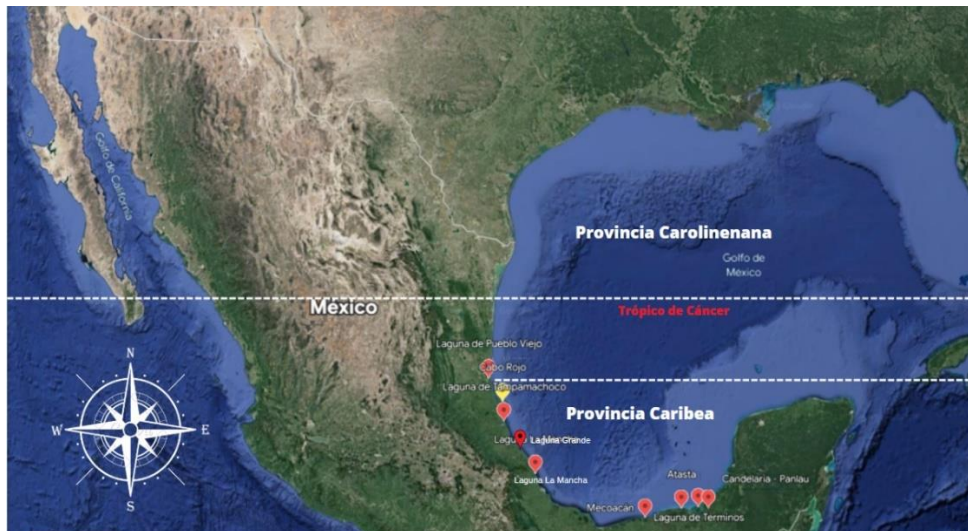 Golfo de California
Provincia Carolinenana
Golfo de
México
México
Trópico de Cáncer
Laguna de Pueblo Viejo
Cabo Rojo
Laguna de Tampamachoco
Provincia Caribea
Laguna Grande
Laguna La Mancha
Atasta
Candelaria - Panlau
Mecoacán
Laguna de Terminos
N
W
E
S